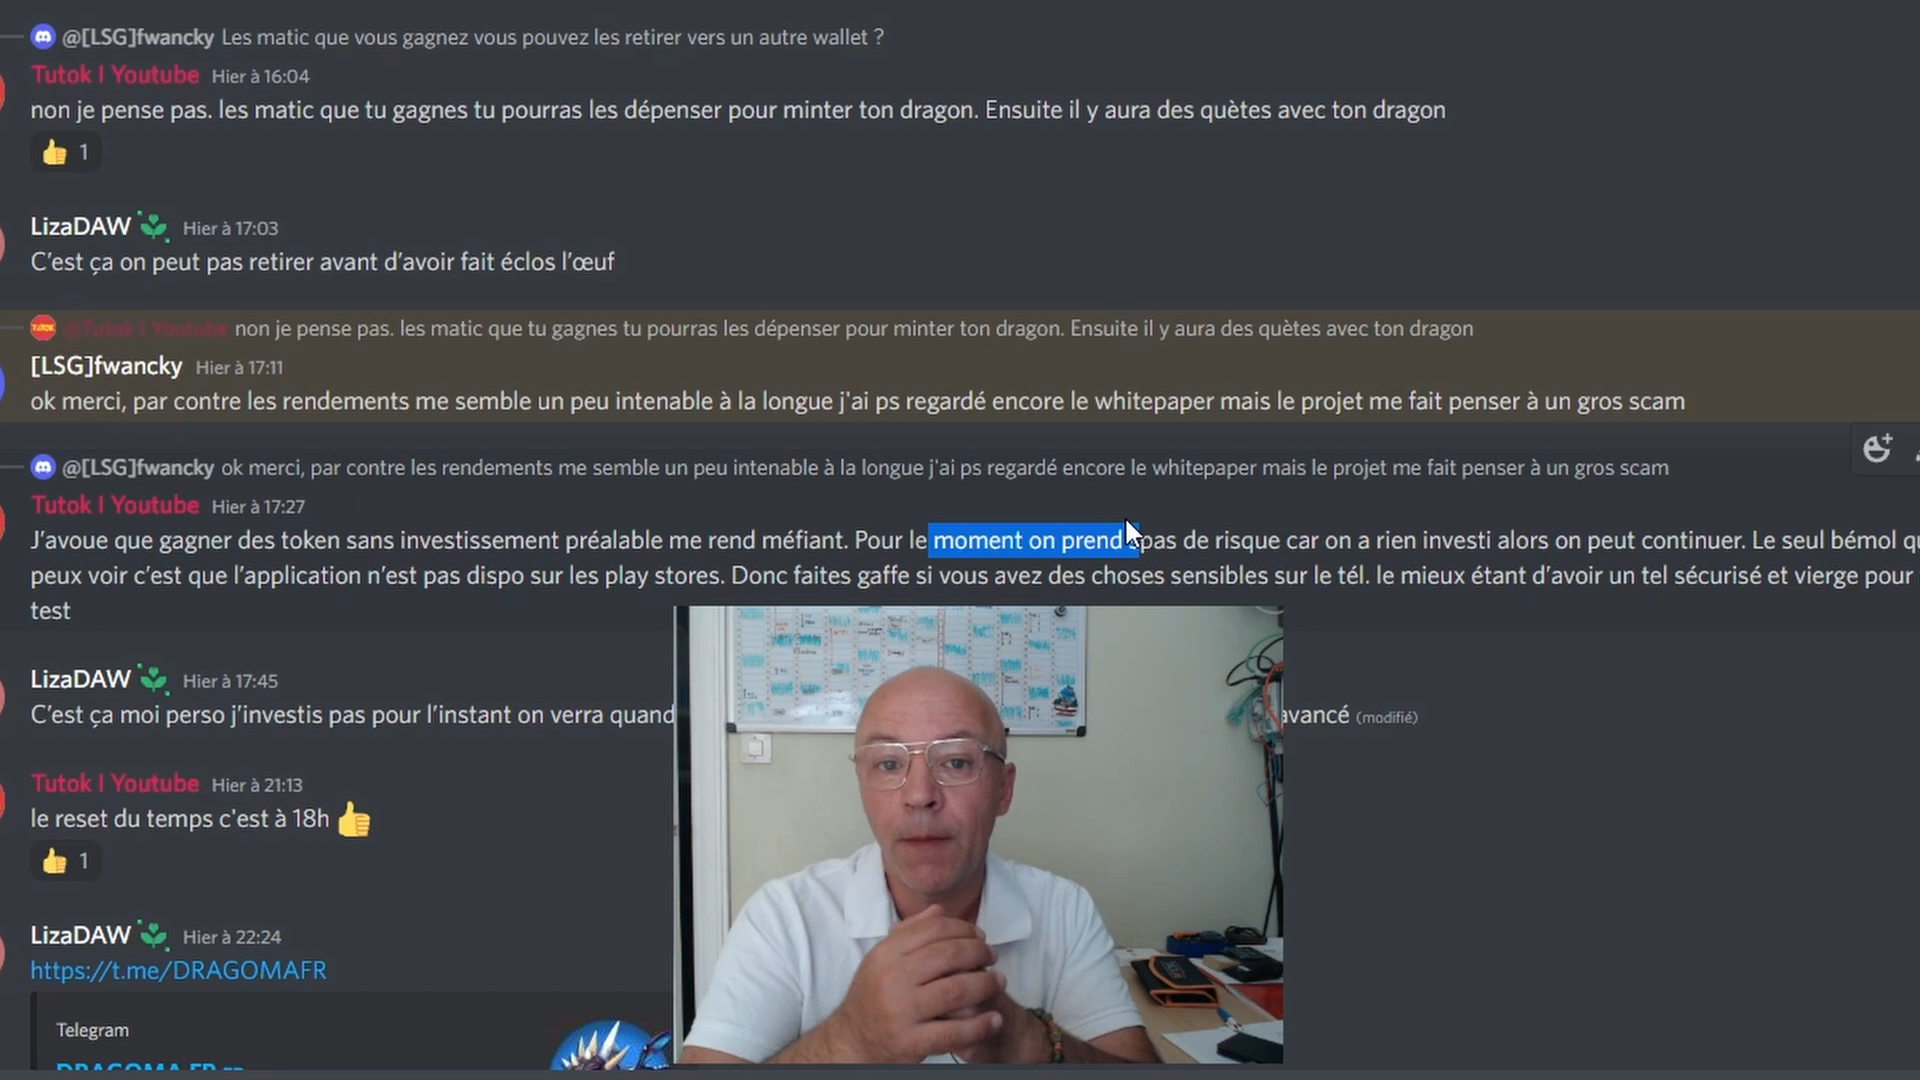 @[LSG]fwancky Les matic que vous gagnez vous pouvez les retirer vers un autre wallet ?
Tutok I Youtube Hier à 16:04
non je pense pas. les matic que tu gagnes tu pourras les dépenser pour minter ton dragon. Ensuite il y aura des quètes avec ton dragon
👍 1
LizaDAW Hier à 17:03
C'est ça on peut pas retirer avant d'avoir fait éclos l'œuf
@Tutok I Youtube non je pense pas. les matic que tu gagnes tu pourras les dépenser pour minter ton dragon. Ensuite il y aura des quètes avec ton dragon
[LSG]fwancky Hier à 17:11
ok merci, par contre les rendements me semble un peu intenable à la longue j'ai ps regardé encore le whitepaper mais le projet me fait penser à un gros scam
@[LSG]fwancky ok merci, par contre les rendements me semble un peu intenable à la longue j'ai ps regardé encore le whitepaper mais le projet me fait penser à un gros scam
Tutok I Youtube Hier à 17:27
J'avoue que gagner des token sans investissement préalable me rend méfiant. Pour le moment on prend pas de risque car on a rien investi alors on peut continuer. Le seul bémol
peux voir c'est que l'application n'est pas dispo sur les play stores. Donc faites gaffe si vous avez des choses sensibles sur le tél. le mieux étant d'avoir un tel sécurisé et vierge pour
test
LizaDAW Hier à 17:45
C'est ça moi perso j'investis pas pour l'instant on verra quand avancé (modifié)
Tutok I Youtube Hier à 21:13
le reset du temps c'est à 18h 👍
👍 1
LizaDAW Hier à 22:24
https://t.me/DRAGOMAFR
Telegram
DRAGOMA FR